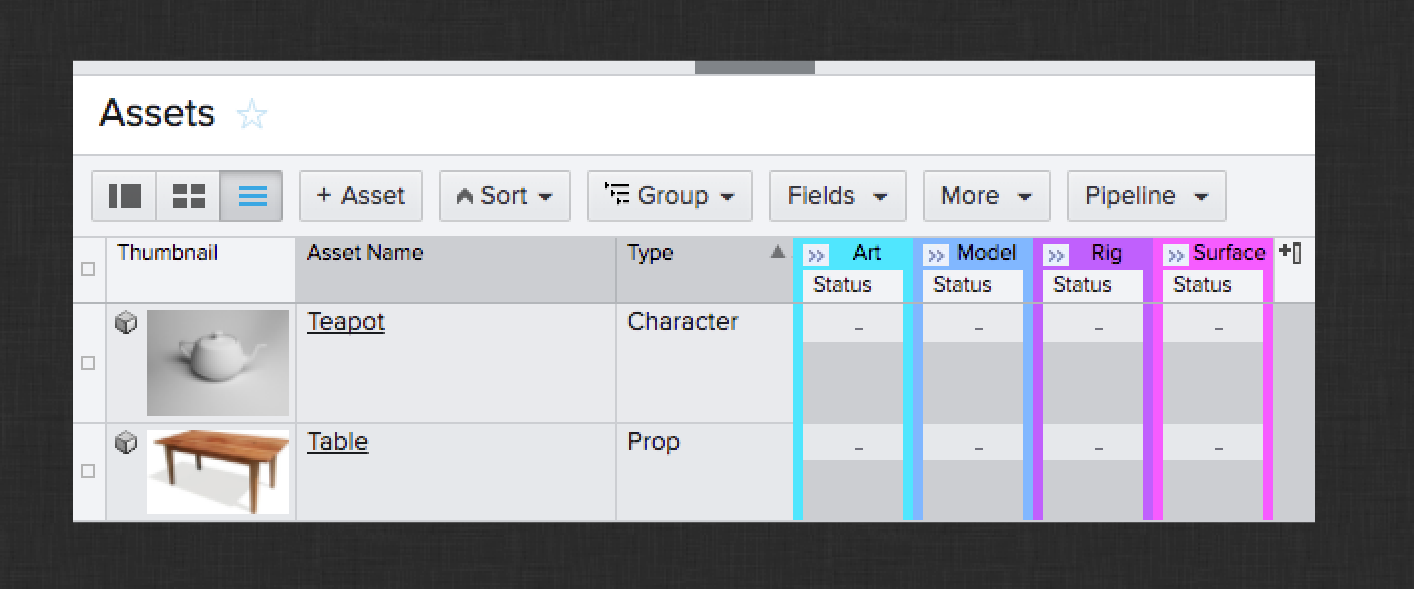 Assets
+ Asset Sort Group Fields More Pipeline
Thumbnail Asset Name Type Art Model Rig Surface
Status Status Status Status
Teapot Character - - - -
Table Prop - - - -